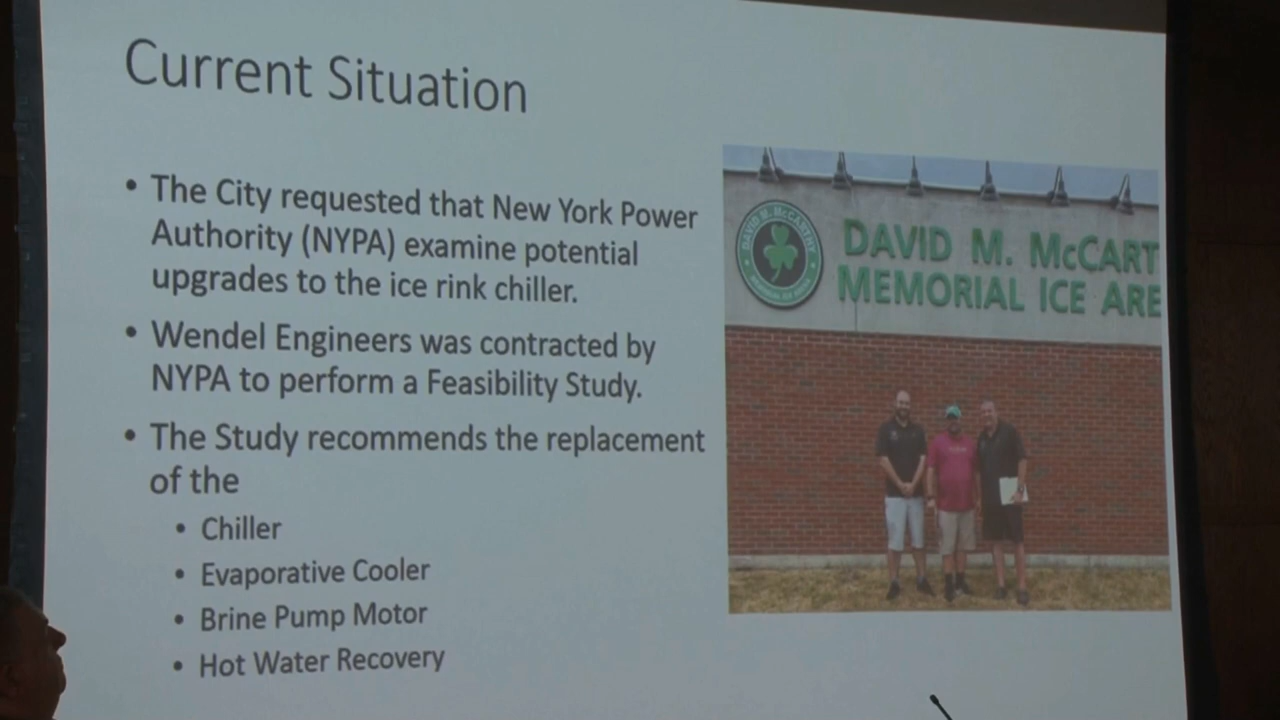 Current Situation
• The City requested that New York Power
Authority (NYPA) examine potential
upgrades to the ice rink chiller.
• Wendel Engineers was contracted by
NYPA to perform a Feasibility Study.
• The Study recommends the replacement
of the
• Chiller
• Evaporative Cooler
• Brine Pump Motor
• Hot Water Recovery
DAVID M. MCCARTHY
DAVID M. McCART
MEMORIAL ICE ARE